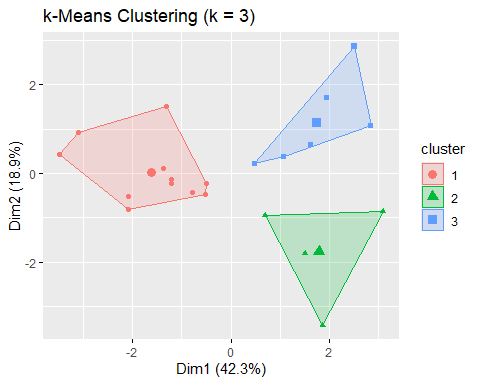 k-Means Clustering (k = 3)
2
0
-2
Dim2 (18.9%)
-2
0
2
Dim1 (42.3%)
cluster
1
2
3